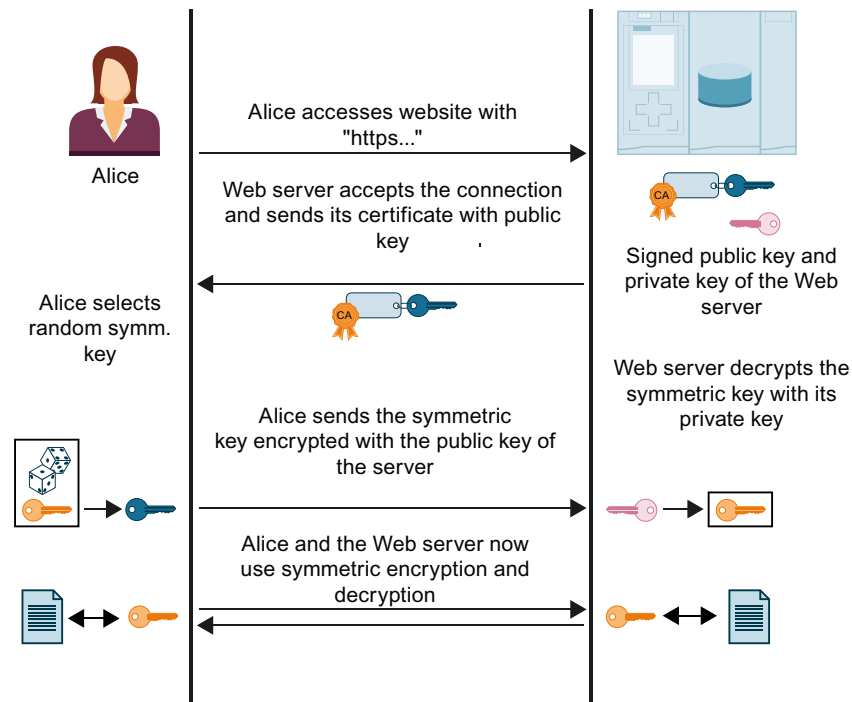 Alice accesses website with
"https..."
Alice
Web server accepts the connection
and sends its certificate with public
key
CA
Signed public key and
private key of the Web
server
CA
Alice selects
random symm.
key
Web server decrypts the
symmetric key with its
private key
Alice sends the symmetric
key encrypted with the public key of
the server
Alice and the Web server now
use symmetric encryption and
decryption